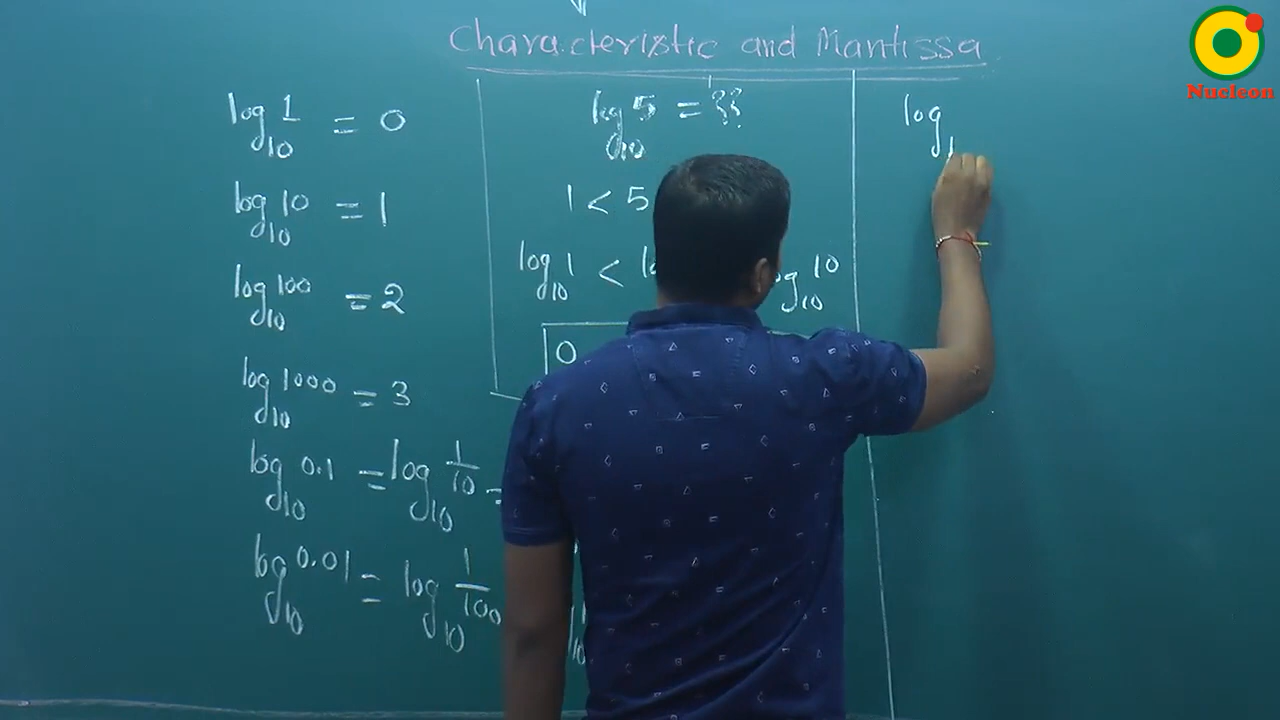 Characteristic and Mantissa
Nucleon
log₁₀ 1 = 0
log₁₀ 10 = 1
log₁₀ 100 = 2
log₁₀ 1000 = 3
log₁₀ 0.1 = log₁₀ 1/10 =
log₁₀ 0.01 = log₁₀ 1/100
log₁₀ 5 = ??
1 < 5
log₁₀ 1 < log₁₀ 10
0
log